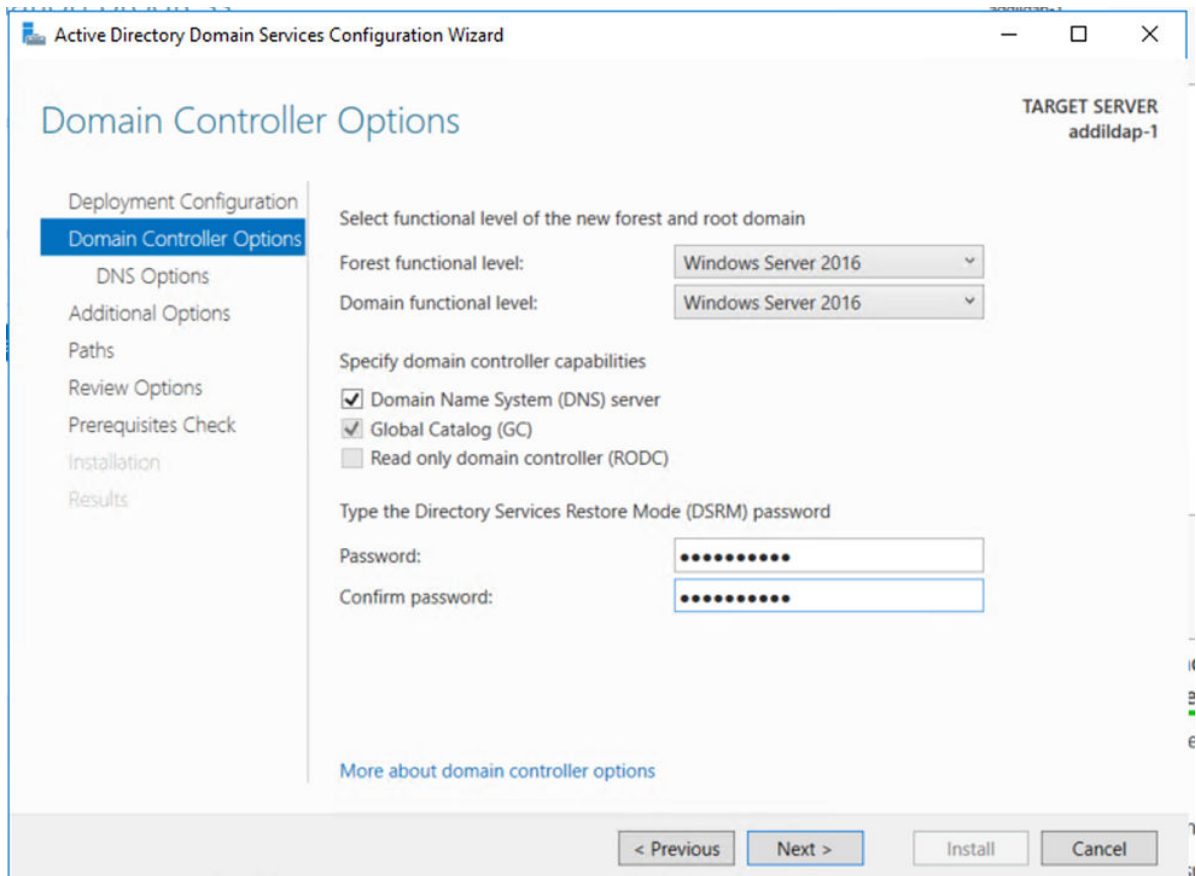 Active Directory Domain Services Configuration Wizard
Domain Controller Options
TARGET SERVER
addildap-1
Deployment Configuration
Domain Controller Options
DNS Options
Additional Options
Paths
Review Options
Prerequisites Check
Installation
Results
Select functional level of the new forest and root domain
Forest functional level: Windows Server 2016
Domain functional level: Windows Server 2016
Specify domain controller capabilities
Domain Name System (DNS) server
Global Catalog (GC)
Read only domain controller (RODC)
Type the Directory Services Restore Mode (DSRM) password
Password: ●●●●●●●●●●
Confirm password: ●●●●●●●●●●
More about domain controller options
< Previous Next > Install Cancel